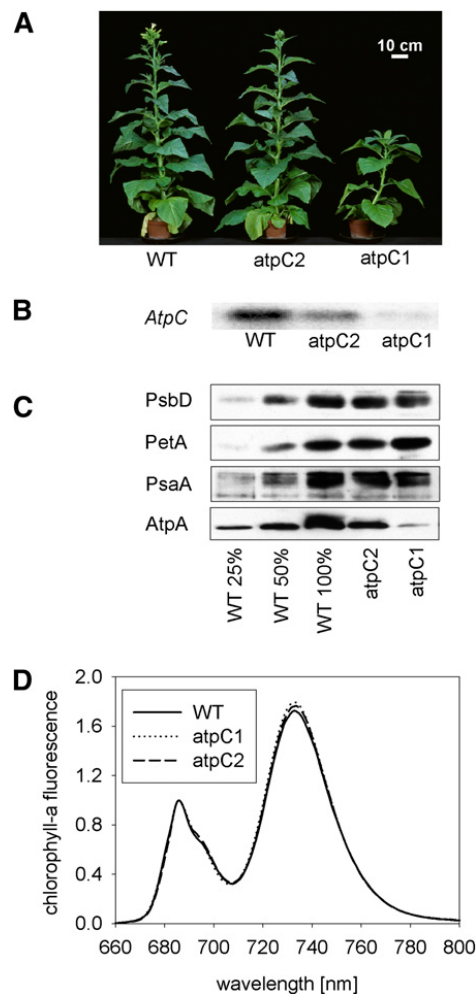 A
10 cm
WT atpC2 atpC1
B
AtpC
WT atpC2 atpC1
C
PsbD
PetA
PsaA
AtpA
WT 25%
WT 50%
WT 100%
atpC2
atpC1
D
chlorophyll-a fluorescence
2.0
1.6
1.2
0.8
0.4
0.0
WT
atpC1
atpC2
660 680 700 720 740 760 780 800
wavelength [nm]